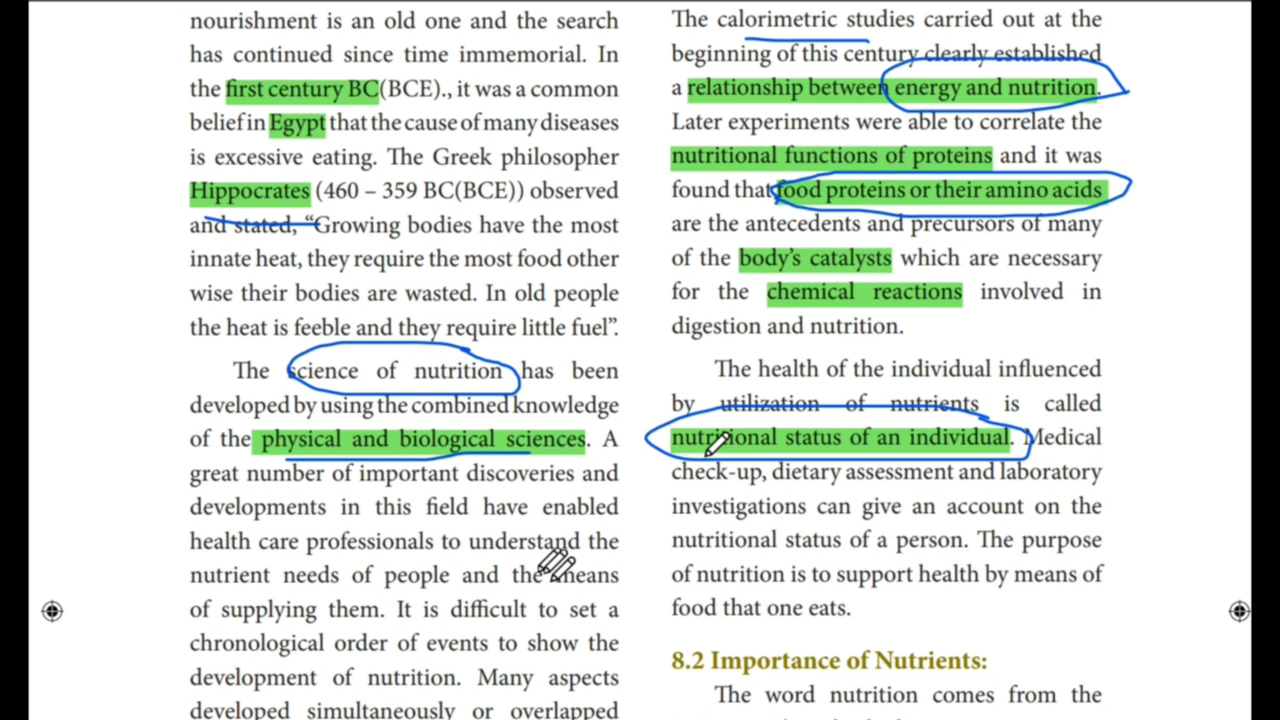 nourishment is an old one and the search
has continued since time immemorial. In
the first century BC(BCE)., it was a common
belief in Egypt that the cause of many diseases
is excessive eating. The Greek philosopher
Hippocrates (460 – 359 BC(BCE)) observed
and stated, “Growing bodies have the most
innate heat, they require the most food other
wise their bodies are wasted. In old people
the heat is feeble and they require little fuel”.
The science of nutrition has been
developed by using the combined knowledge
of the physical and biological sciences. A
great number of important discoveries and
developments in this field have enabled
health care professionals to understand the
nutrient needs of people and the means
of supplying them. It is difficult to set a
chronological order of events to show the
development of nutrition. Many aspects
developed simultaneously or overlapped
The calorimetric studies carried out at the
beginning of this century clearly established
a relationship between energy and nutrition.
Later experiments were able to correlate the
nutritional functions of proteins and it was
found that food proteins or their amino acids
are the antecedents and precursors of many
of the body’s catalysts which are necessary
for the chemical reactions involved in
digestion and nutrition.
The health of the individual influenced
by utilization of nutrients is called
nutritional status of an individual. Medical
check-up, dietary assessment and laboratory
investigations can give an account on the
nutritional status of a person. The purpose
of nutrition is to support health by means of
food that one eats.
8.2 Importance of Nutrients:
The word nutrition comes from the